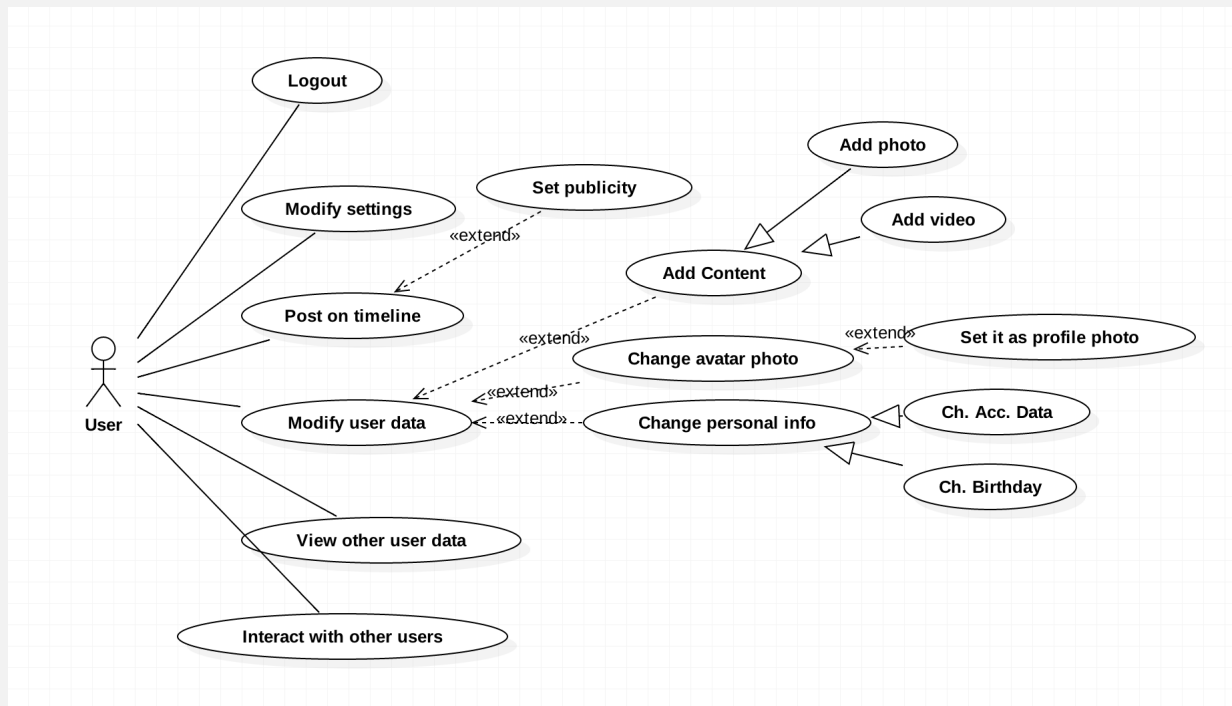 Logout
Add photo
Set publicity
Modify settings
Add video
«extend»
Add Content
Post on timeline
«extend»
«extend»
Set it as profile photo
Change avatar photo
«extend»
Ch. Acc. Data
User
Modify user data
«extend»
Change personal info
Ch. Birthday
View other user data
Interact with other users